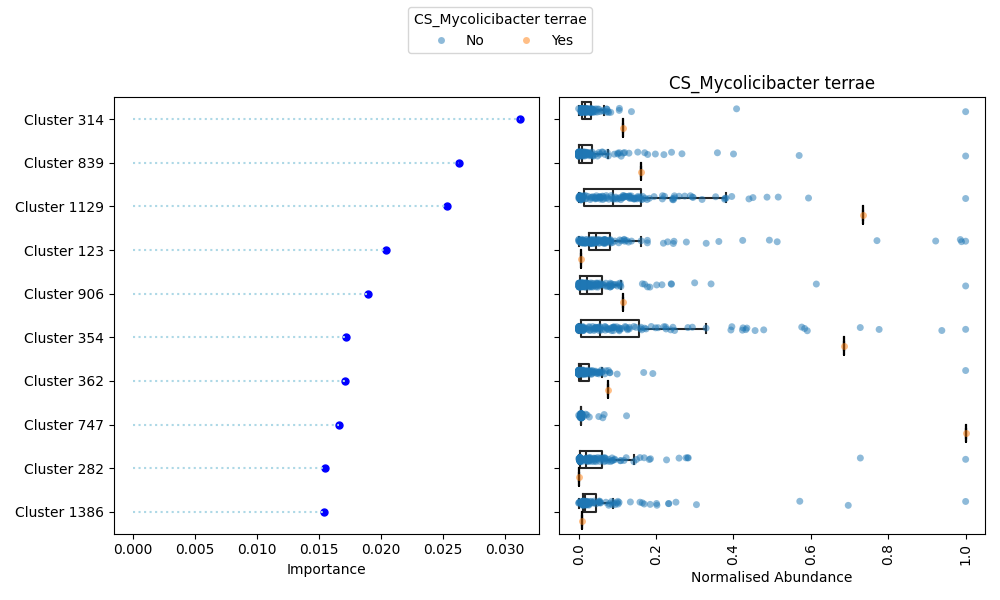 CS_Mycolicibacter terrae
No Yes
CS_Mycolicibacter terrae
Cluster 314
Cluster 839
Cluster 1129
Cluster 123
Cluster 906
Cluster 354
Cluster 362
Cluster 747
Cluster 282
Cluster 1386
0.000 0.005 0.010 0.015 0.020 0.025 0.030
Importance
0.0 0.2 0.4 0.6 0.8 1.0
Normalised Abundance